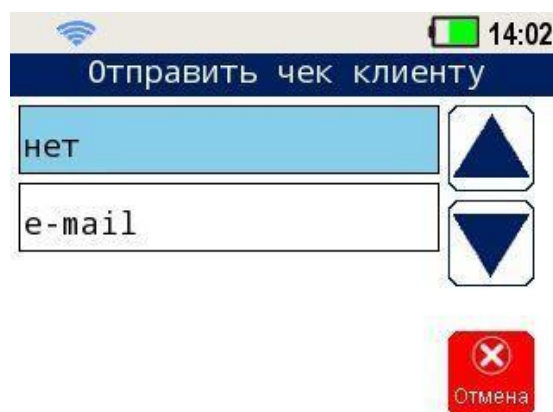 14:02
Отправить чек клиенту
нет
e-mail
Отмена